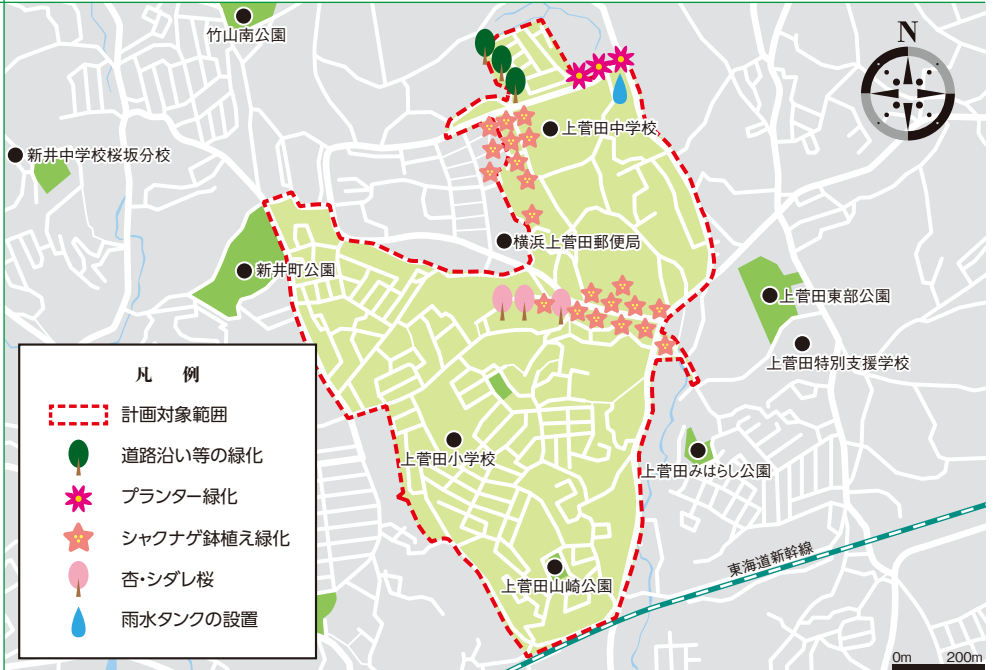 竹山南公園
N
上菅田中学校
新井中学校桜坂分校
横浜上菅田郵便局
新井町公園
上菅田東部公園
上菅田特別支援学校
凡 例
計画対象範囲
道路沿い等の緑化
プランター緑化
シャクナゲ鉢植え緑化
杏・シダレ桜
雨水タンクの設置
上菅田小学校
上菅田みはらし公園
東海道新幹線
上菅田山崎公園
0m 200m